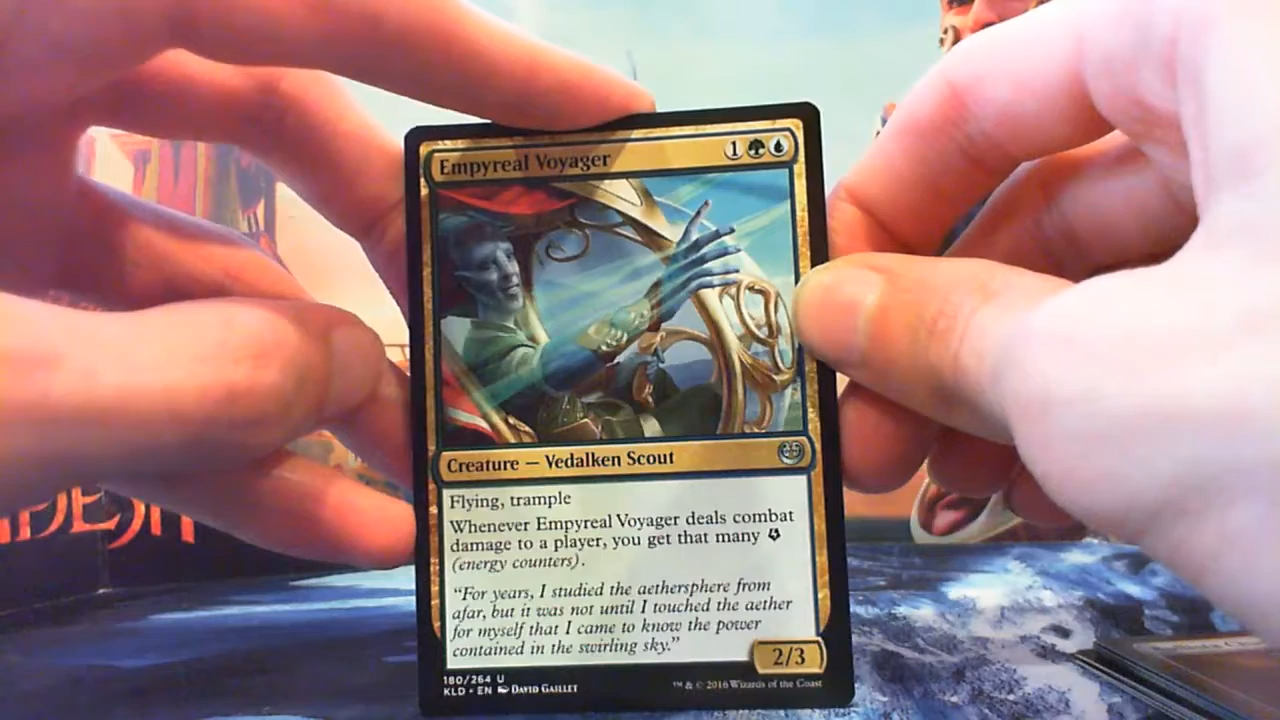 Empyreal Voyager 1
Creature — Vedalken Scout
Flying, trample
Whenever Empyreal Voyager deals combat
damage to a player, you get that many
(energy counters).
"For years, I studied the aethersphere from
afar, but it was not until I touched the aether
for myself that I came to know the power
contained in the swirling sky."
2/3
180/264 U
KLD • EN DAVID GAILLET
™ & © 2016 Wizards of the Coast